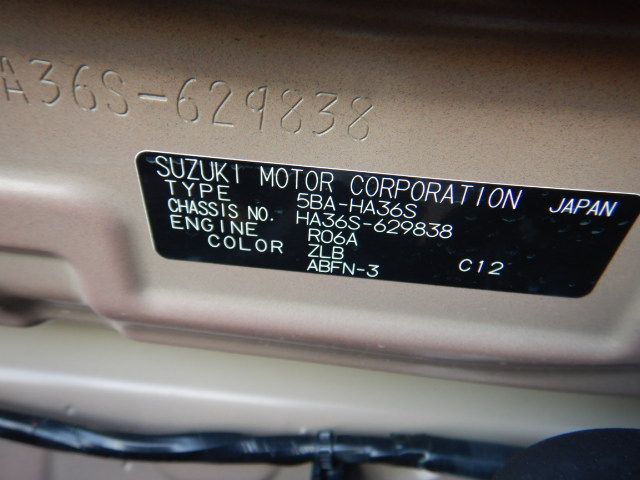 A36S-629838
SUZUKI MOTOR CORPORATION JAPAN
TYPE 5BA-HA36S
CHASSIS NO. HA36S-629838
ENGINE R06A
COLOR ZLB
ABFN-3 C12